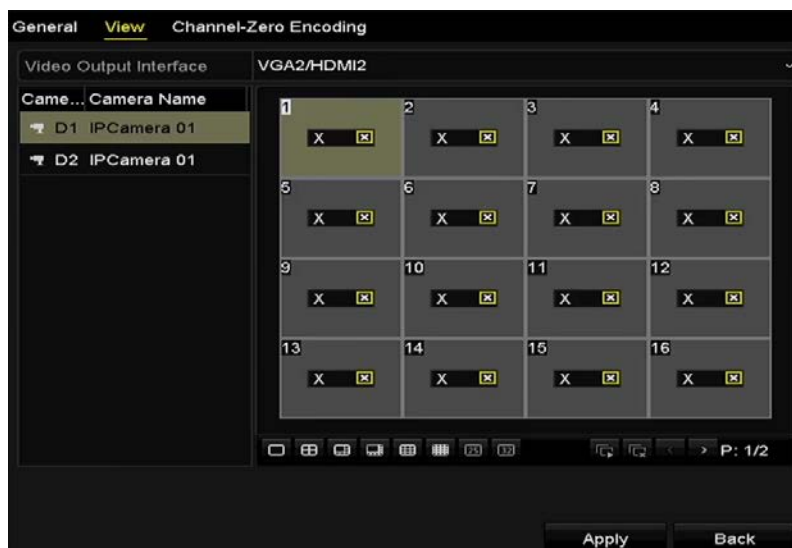 General View Channel-Zero Encoding
Video Output Interface VGA2/HDMI2
Came... Camera Name
D1 IPCamera 01
D2 IPCamera 01
1 2 3 4
X X X X
5 6 7 8
X X X X
9 10 11 12
X X X X
13 14 15 16
X X X X
25 32 P: 1/2
Apply Back